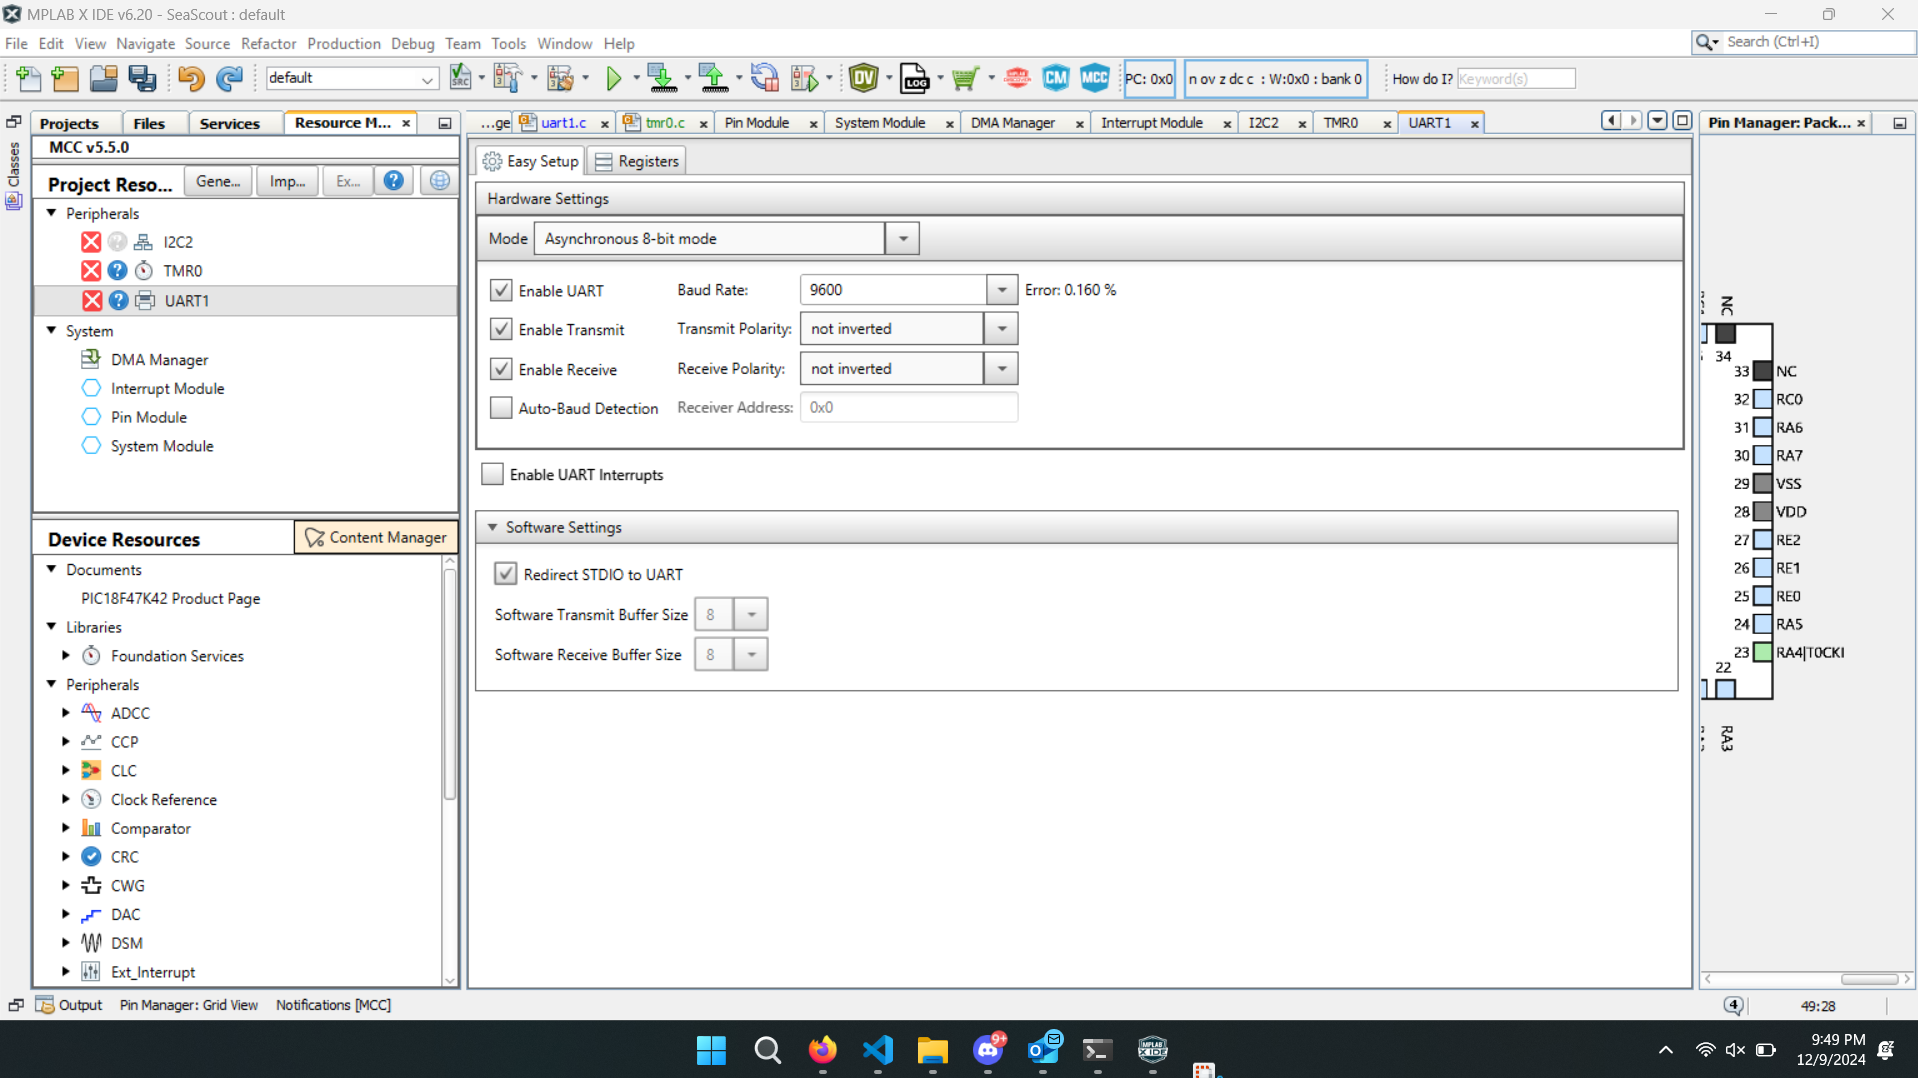 MPLAB X IDE v6.20 - SeaScout : default
File Edit View Navigate Source Refactor Production Debug Team Tools Window Help
Search (Ctrl+I)
default
SRC
DV
LOG
CM
MCC
PC: 0x0
n ov z dc c : W:0x0 : bank 0
How do I?
Keyword(s)
Projects
Files
Services
Resource M...
...ge
uart1.c
tmr0.c
Pin Module
System Module
DMA Manager
Interrupt Module
I2C2
TMR0
UART1
Pin Manager: Pack...
Classes
MCC v5.5.0
Project Reso...
Gene...
Imp...
Ex...
Peripherals
I2C2
TMR0
UART1
System
DMA Manager
Interrupt Module
Pin Module
System Module
Device Resources
Content Manager
Documents
PIC18F47K42 Product Page
Libraries
Foundation Services
Peripherals
ADCC
CCP
CLC
Clock Reference
Comparator
CRC
CWG
DAC
DSM
Ext_Interrupt
Easy Setup
Registers
Hardware Settings
Mode Asynchronous 8-bit mode
Enable UART Baud Rate: 9600 Error: 0.160 %
Enable Transmit Transmit Polarity: not inverted
Enable Receive Receive Polarity: not inverted
Auto-Baud Detection Receiver Address: 0x0
Enable UART Interrupts
Software Settings
Redirect STDIO to UART
Software Transmit Buffer Size 8
Software Receive Buffer Size 8
NC
34
33 NC
32 RC0
31 RA6
30 RA7
29 VSS
28 VDD
27 RE2
26 RE1
25 RE0
24 RA5
23 RA4|T0CKI
22
RA3
Output
Pin Manager: Grid View
Notifications [MCC]
4
49:28
9+
MPLAB
X IDE
9:49 PM
12/9/2024